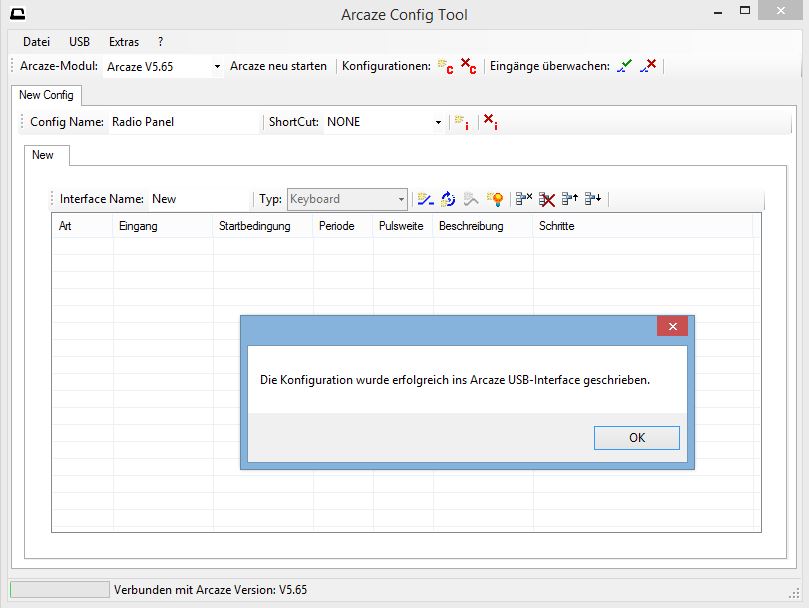 Arcaze Config Tool
Datei USB Extras ?
Arcaze-Modul: Arcaze V5.65 Arcaze neu starten Konfigurationen: c c Eingänge überwachen:
New Config
Config Name: Radio Panel ShortCut: NONE i i
New
Interface Name: New Typ: Keyboard
Art Eingang Startbedingung Periode Pulsweite Beschreibung Schritte
Die Konfiguration wurde erfolgreich ins Arcaze USB-Interface geschrieben.
OK
Verbunden mit Arcaze Version: V5.65